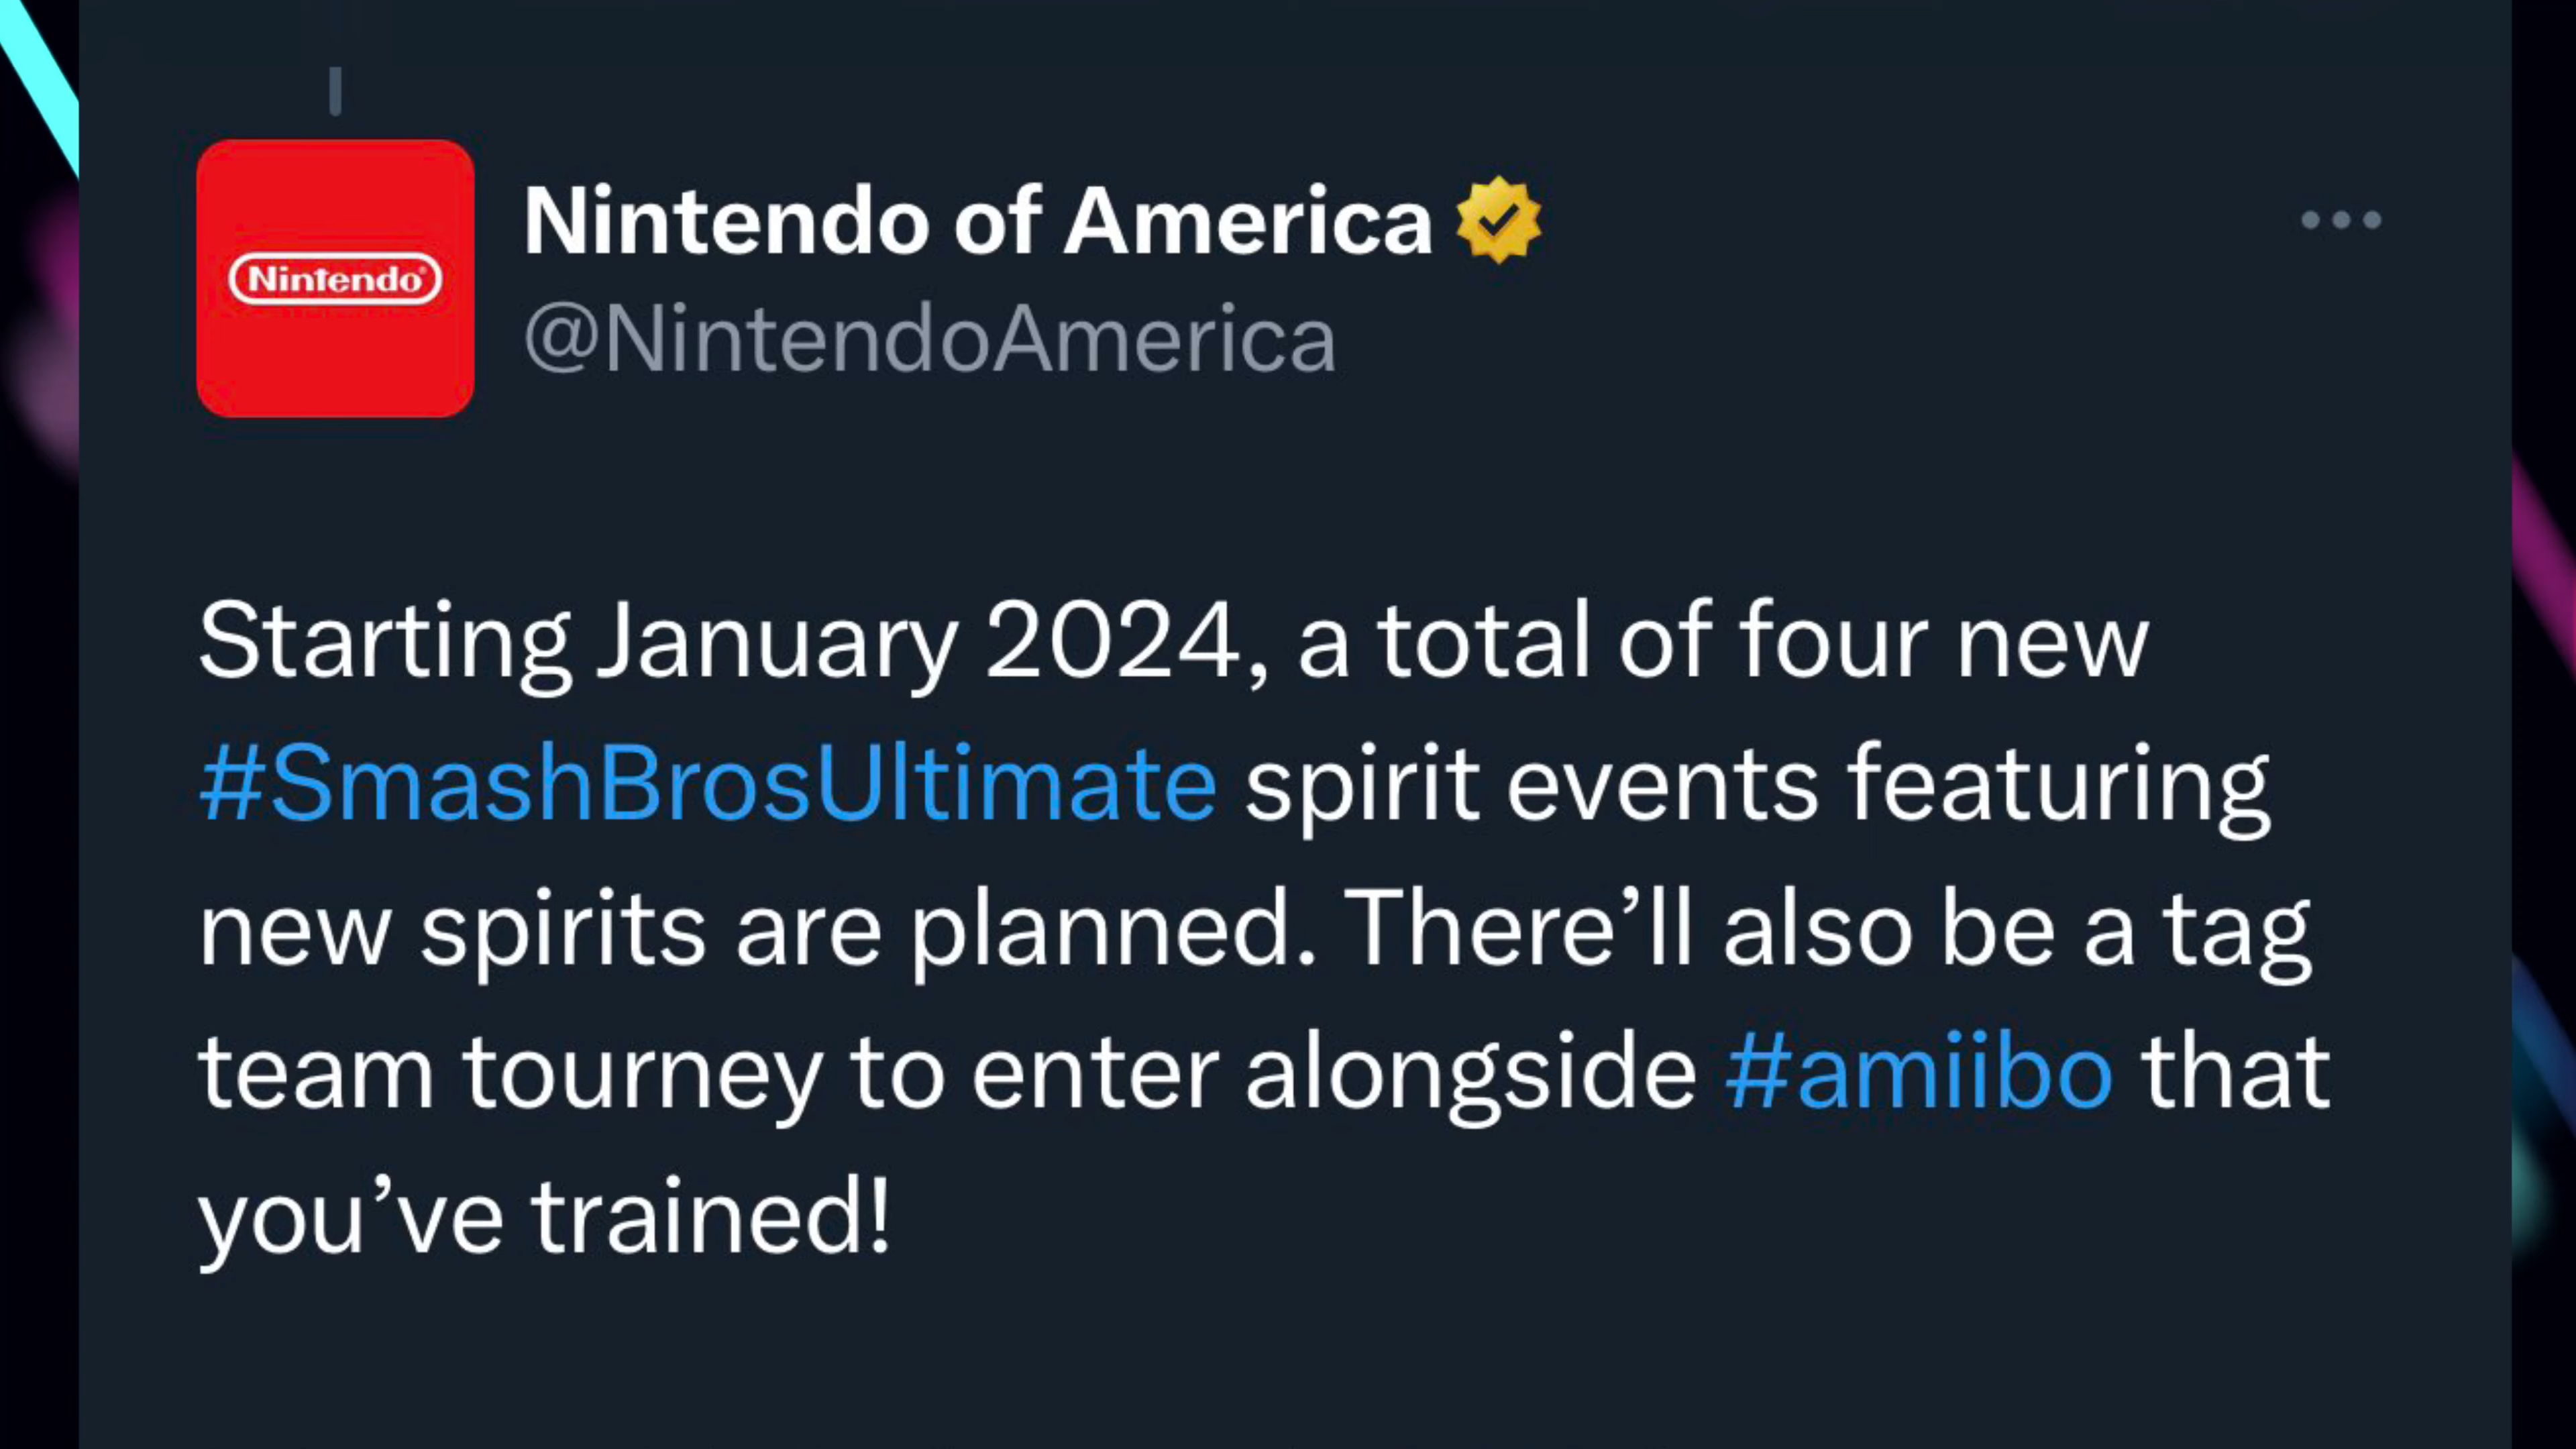 Nintendo
Nintendo of America
@NintendoAmerica
Starting January 2024, a total of four new
#SmashBrosUltimate spirit events featuring
new spirits are planned. There’ll also be a tag
team tourney to enter alongside #amiibo that
you’ve trained!